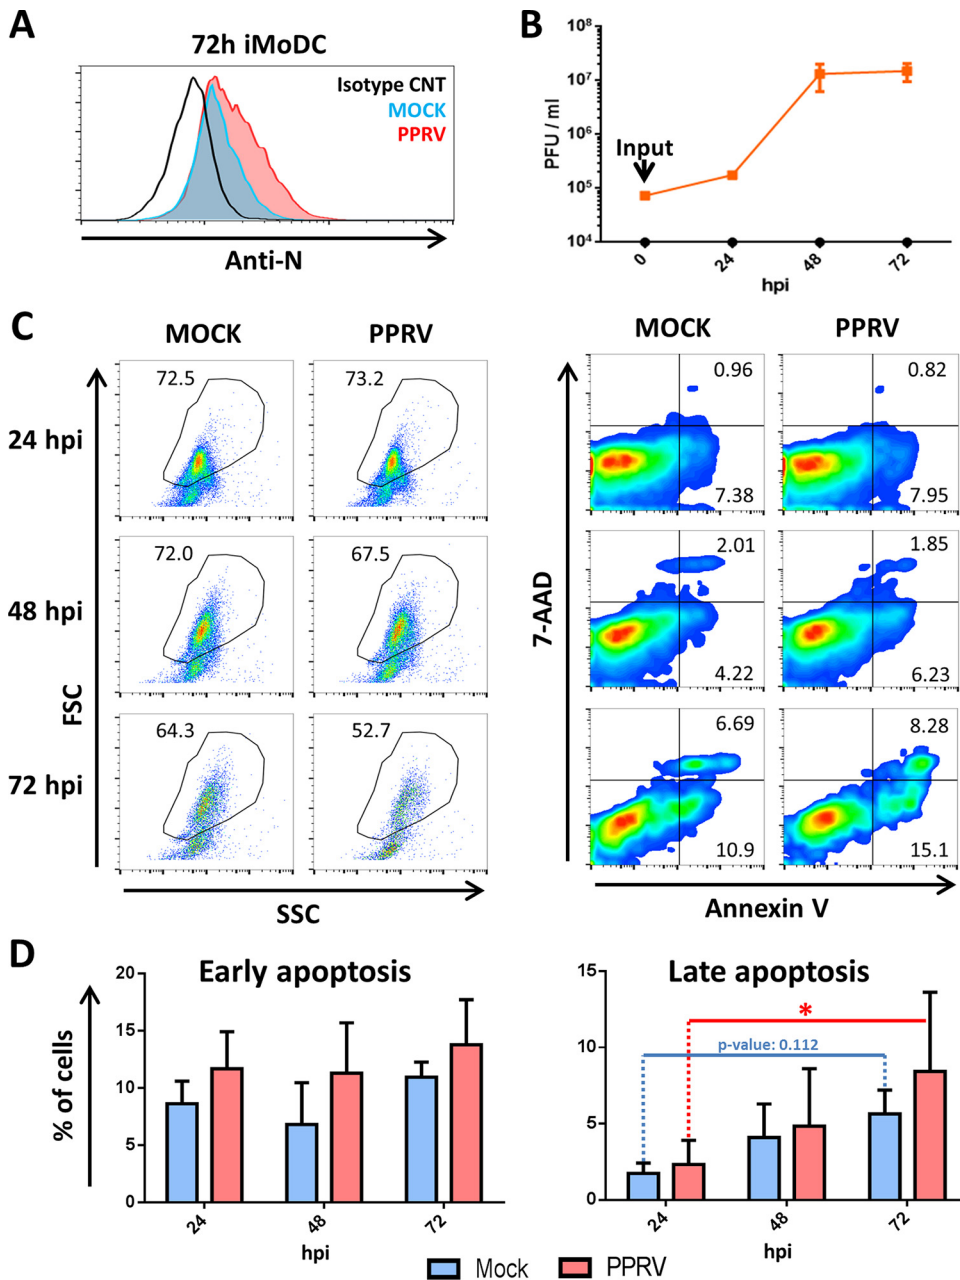 A
72h iMoDC
Isotype CNT
MOCK
PPRV
Anti-N
B
10⁸
10⁷
10⁶
10⁵
10⁴
PFU / ml
Input
0
24
48
72
hpi
C
MOCK
PPRV
MOCK
PPRV
24 hpi
72.5
73.2
0.96
0.82
7.38
7.95
48 hpi
72.0
67.5
2.01
1.85
4.22
6.23
72 hpi
64.3
52.7
6.69
8.28
10.9
15.1
FSC
SSC
7-AAD
Annexin V
D
Early apoptosis
% of cells
20
15
10
5
0
24
48
72
hpi
Late apoptosis
15
10
5
0
*
p-value: 0.112
24
48
72
hpi
Mock
PPRV